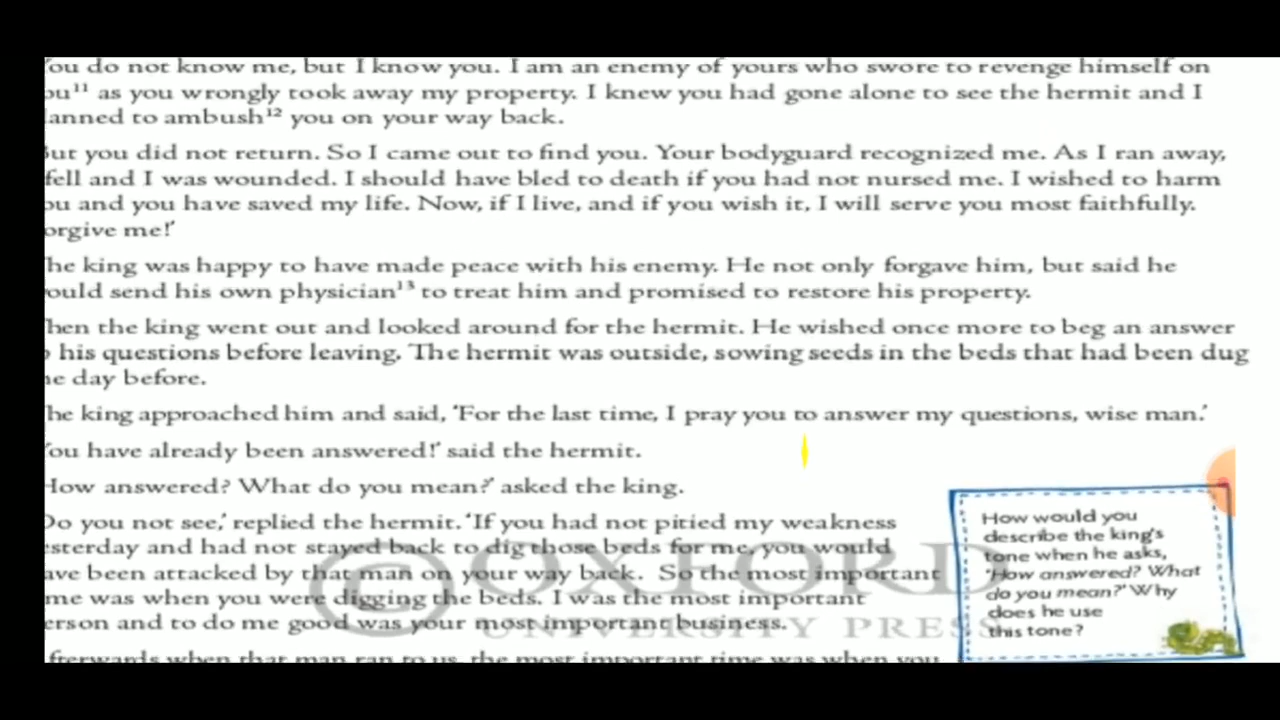 ou do not know me, but I know you. I am an enemy of yours who swore to revenge himself on
ou¹¹ as you wrongly took away my property. I knew you had gone alone to see the hermit and I
lanned to ambush¹² you on your way back.
ut you did not return. So I came out to find you. Your bodyguard recognized me. As I ran away,
fell and I was wounded. I should have bled to death if you had not nursed me. I wished to harm
ou and you have saved my life. Now, if I live, and if you wish it, I will serve you most faithfully.
orgive me!'
he king was happy to have made peace with his enemy. He not only forgave him, but said he
ould send his own physician¹³ to treat him and promised to restore his property.
hen the king went out and looked around for the hermit. He wished once more to beg an answer
o his questions before leaving. The hermit was outside, sowing seeds in the beds that had been dug
he day before.
he king approached him and said, 'For the last time, I pray you to answer my questions, wise man.'
ou have already been answered!' said the hermit.
How answered? What do you mean?' asked the king.
Do you not see,' replied the hermit. 'If you had not pitied my weakness
esterday and had not stayed back to dig those beds for me, you would
ave been attacked by that man on your way back. So the most important
me was when you were digging the beds. I was the most important
erson and to do me good was your most important business.
fterwards when that man ran to us, the most important time was when you
How would you
describe the king's
tone when he asks,
'How answered? What
do you mean?' Why
does he use
this tone?
© OXFORD
UNIVERSITY PRESS